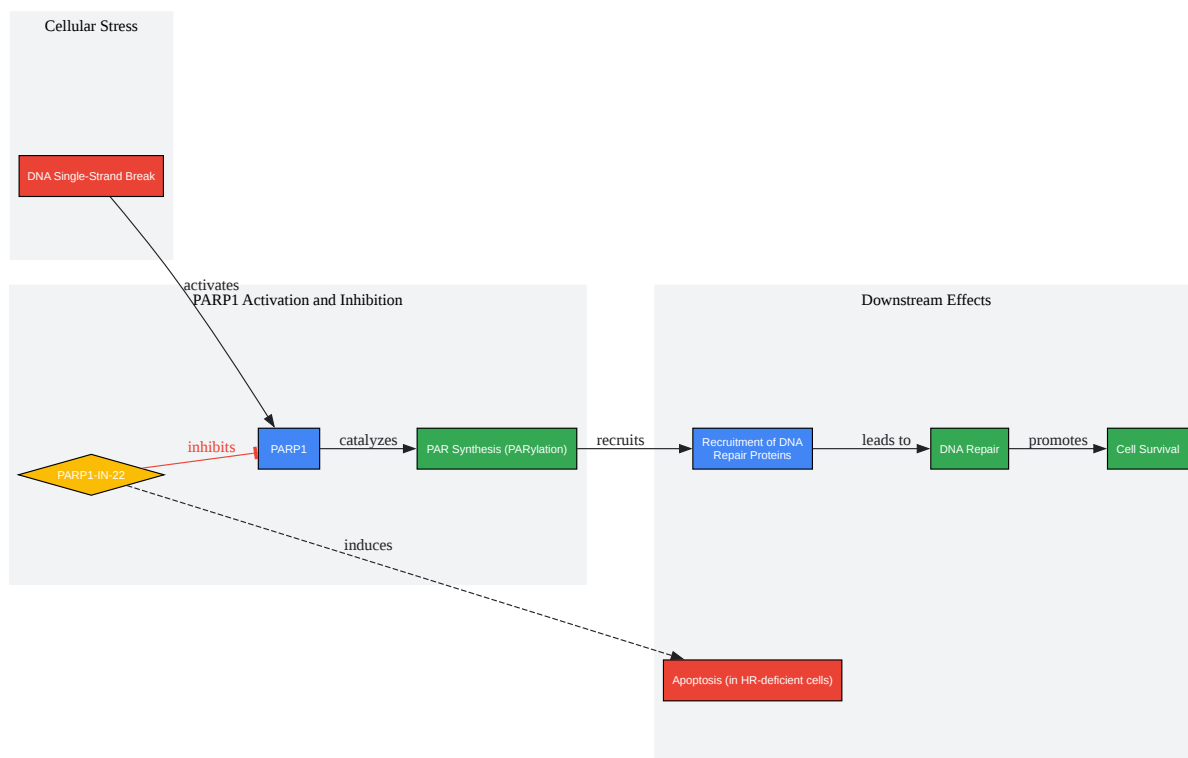 Cellular Stress
DNA Single-Strand Break
activates
PARP1 Activation and Inhibition
Downstream Effects
inhibits
PARP1
catalyzes
PAR Synthesis (PARylation)
recruits
Recruitment of DNA
Repair Proteins
leads to
DNA Repair
promotes
Cell Survival
PARP1-IN-22
induces
Apoptosis (in HR-deficient cells)